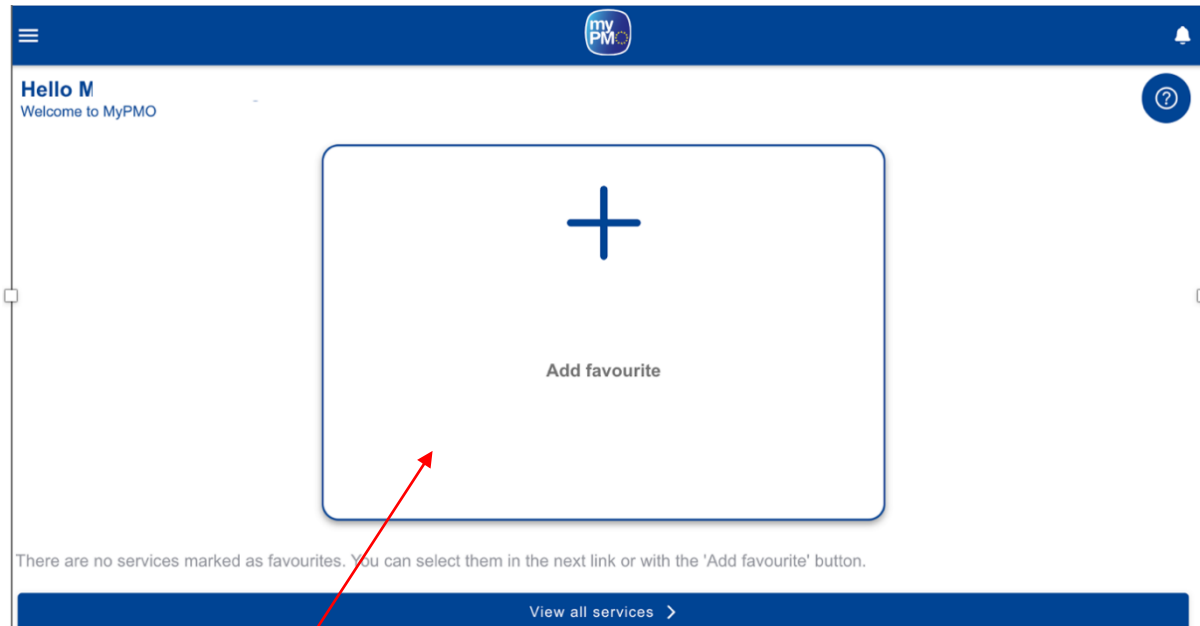 my
PM
Hello M
Welcome to MyPMO
?
Add favourite
There are no services marked as favourites. You can select them in the next link or with the 'Add favourite' button.
View all services